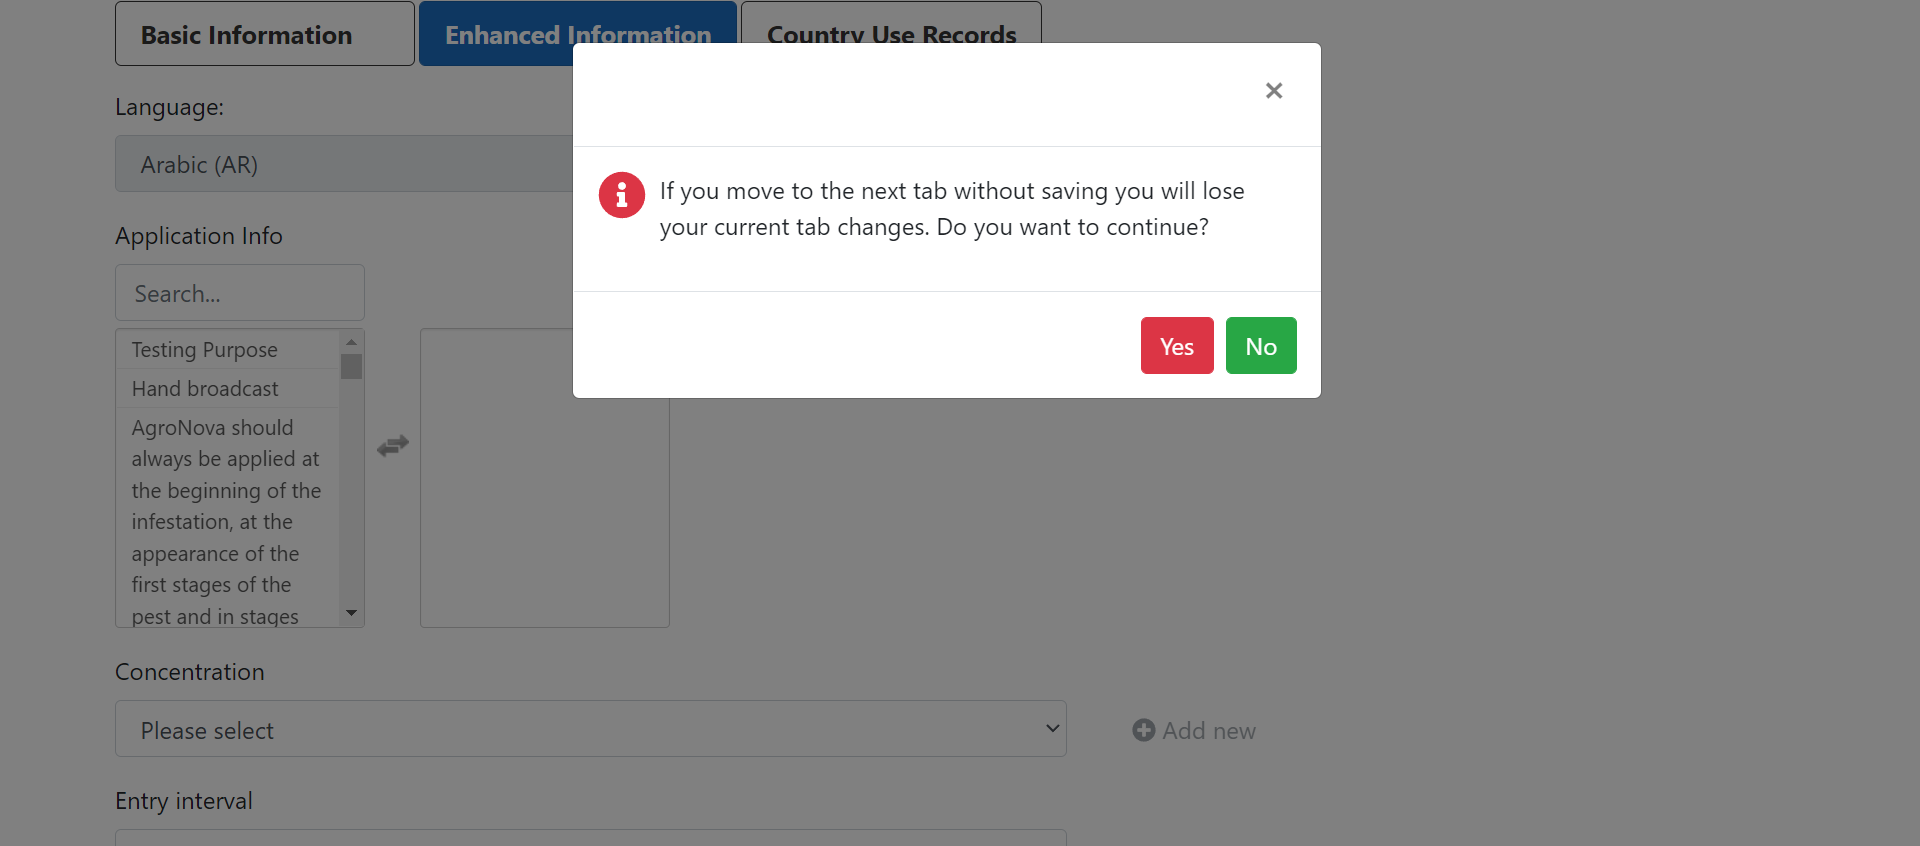 Basic Information
Enhanced Information
Country Use Records
×
Language:
Arabic (AR)
If you move to the next tab without saving you will lose
your current tab changes. Do you want to continue?
Yes
No
Application Info
Search...
Testing Purpose
Hand broadcast
AgroNova should
always be applied at
the beginning of the
infestation, at the
appearance of the
first stages of the
pest and in stages
Concentration
Please select
Add new
Entry interval